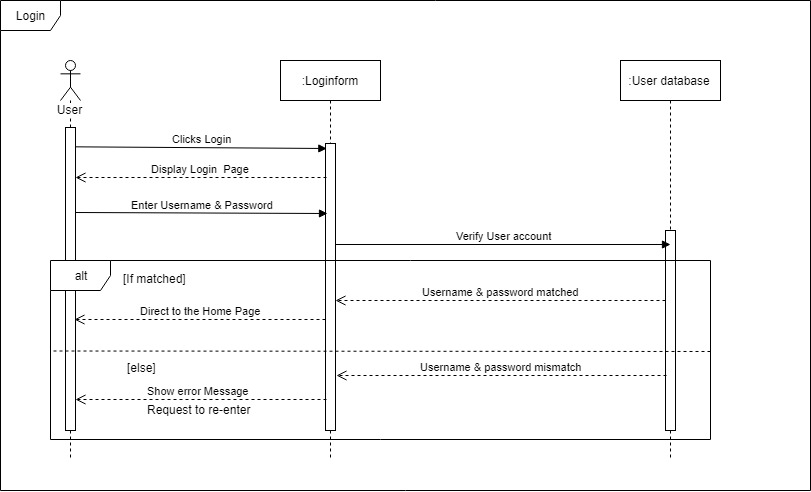 Login
:Loginform
:User database
User
Clicks Login
Display Login Page
Enter Username & Password
Verify User account
alt
[If matched]
Username & password matched
Direct to the Home Page
[else]
Username & password mismatch
Show error Message
Request to re-enter